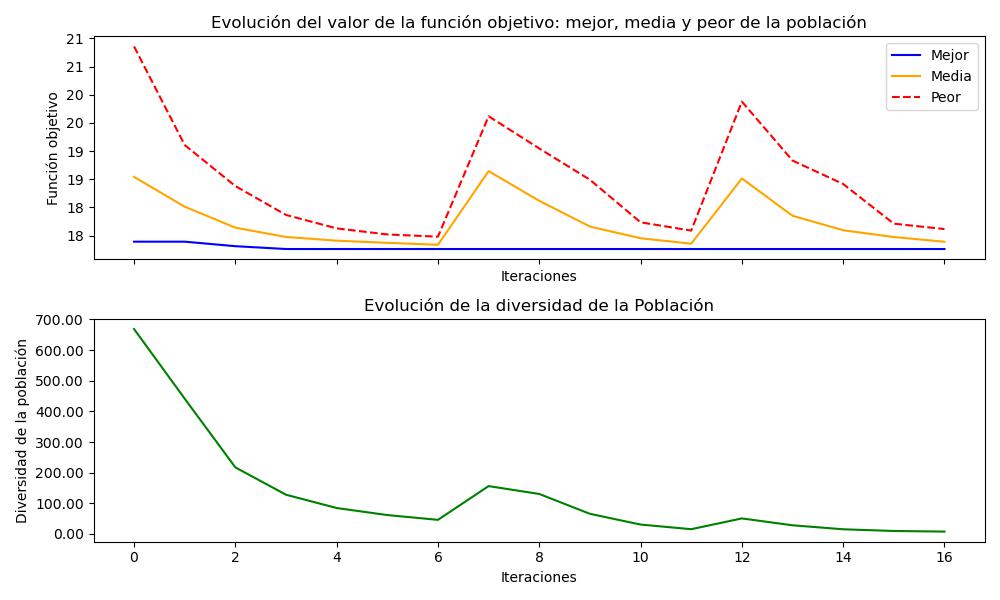 Evolución del valor de la función objetivo: mejor, media y peor de la población
21
21
20
20
19
19
18
18
Función objetivo
Mejor
Media
Peor
Iteraciones
Evolución de la diversidad de la Población
700.00
600.00
500.00
400.00
300.00
200.00
100.00
0.00
Diversidad de la población
0 2 4 6 8 10 12 14 16
Iteraciones